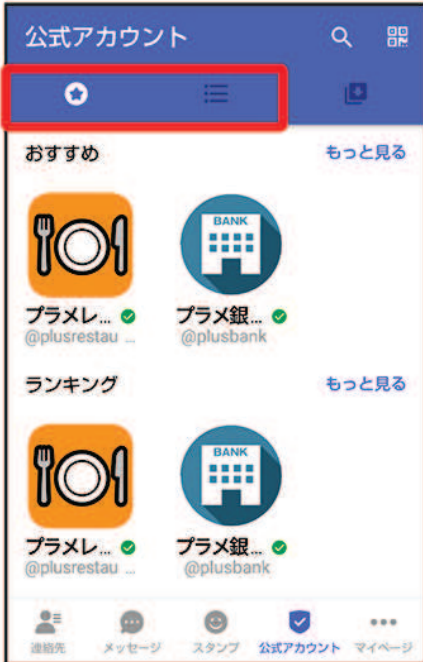 公式アカウント
おすすめ
もっと見る
BANK
プラメレ...
プラメ銀...
@plusrestau ...
@plusbank
ランキング
もっと見る
BANK
プラメレ...
プラメ銀...
@plusrestau ...
@plusbank
連絡先
メッセージ
スタンプ
公式アカウント
マイページ